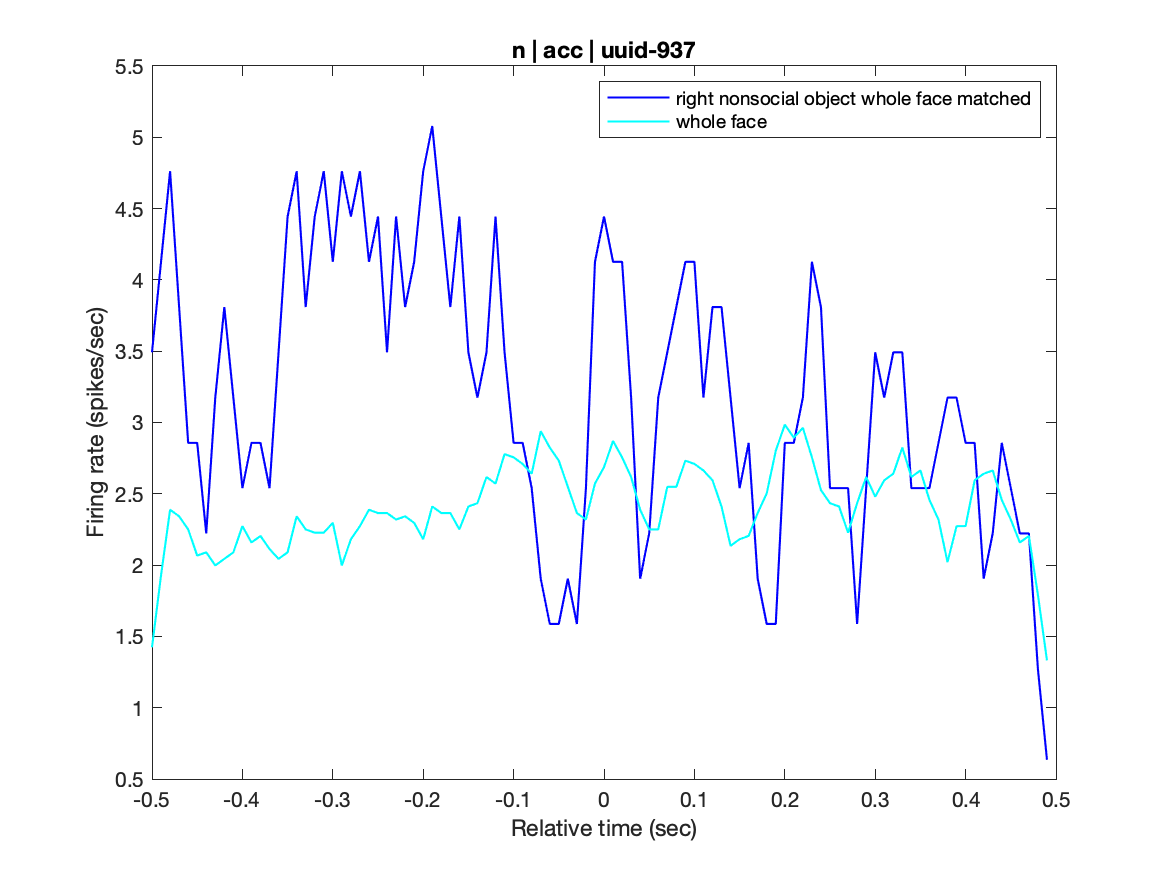 n | acc | uuid-937
right nonsocial object whole face matched
whole face
Firing rate (spikes/sec)
5.5
5
4.5
4
3.5
3
2.5
2
1.5
1
0.5
-0.5 -0.4 -0.3 -0.2 -0.1 0 0.1 0.2 0.3 0.4 0.5
Relative time (sec)